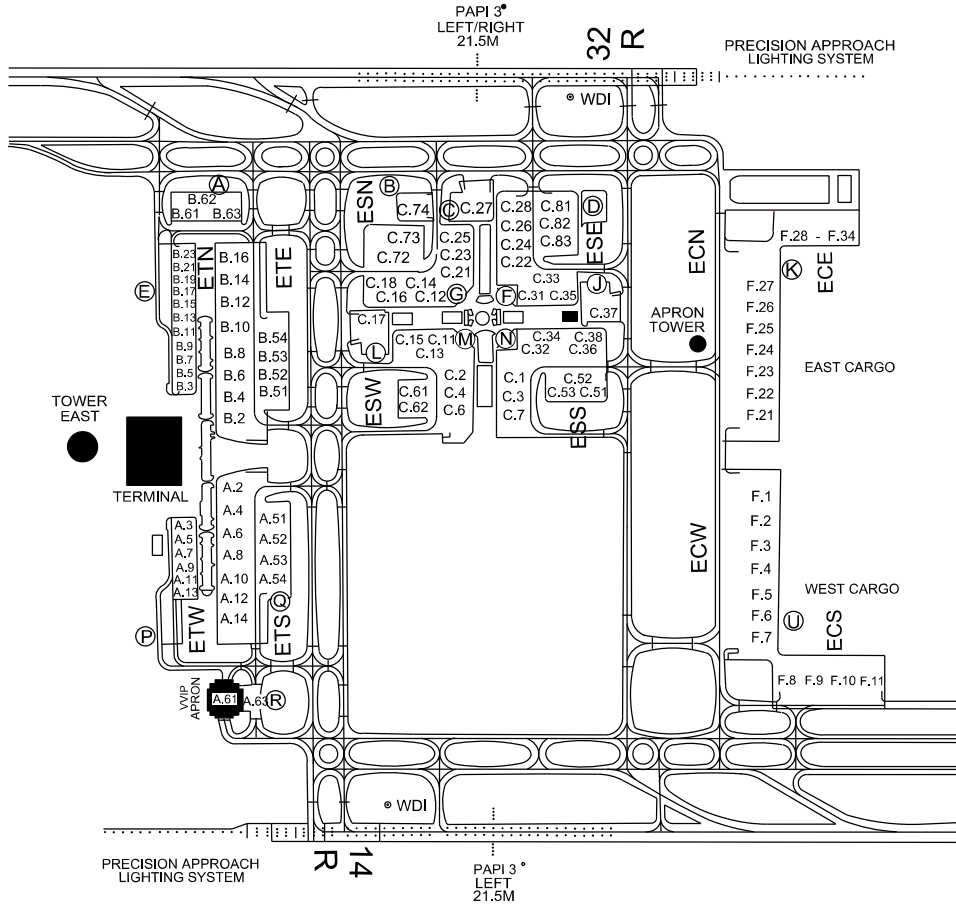 PAPI 3°
LEFT/RIGHT
21.5M
32
R
PRECISION APPROACH
LIGHTING SYSTEM
WDI
A
B.62
B.61 B.63
ESN
B
C.74
C
C.27
C.28
C.26
C.24
C.22
C.81
C.82
C.83
D
ESE
ECN
F.28 - F.34
K
ECE
C.73
C.72
C.25
C.23
C.21
ETN
ETE
B.23
B.21
B.19
B.17
B.15
B.13
B.11
B.9
B.7
B.5
B.3
E
B.16
B.14
B.12
B.10
B.8
B.6
B.4
B.2
B.54
B.53
B.52
B.51
C.18 C.14
C.16 C.12
G
F
C.33
C.31 C.35
J
C.37
C.17
L
C.15 C.11
C.13
M
N
C.34 C.38
C.32 C.36
APRON
TOWER
F.27
F.26
F.25
F.24
F.23
F.22
F.21
EAST CARGO
ESW
C.61
C.62
C.2
C.4
C.6
C.1
C.3
C.7
C.52
C.53 C.51
ESS
TOWER
EAST
TERMINAL
A.2
A.4
A.6
A.8
A.10
A.12
A.14
A.51
A.52
A.53
A.54
A.3
A.5
A.7
A.9
A.11
A.13
ETW
ETS
Q
P
ECW
F.1
F.2
F.3
F.4
F.5
F.6
F.7
WEST CARGO
U
ECS
F.8 F.9 F.10 F.11
VVIP
APRON
A.61
A.63
R
WDI
PRECISION APPROACH
LIGHTING SYSTEM
14
R
PAPI 3°
LEFT
21.5M